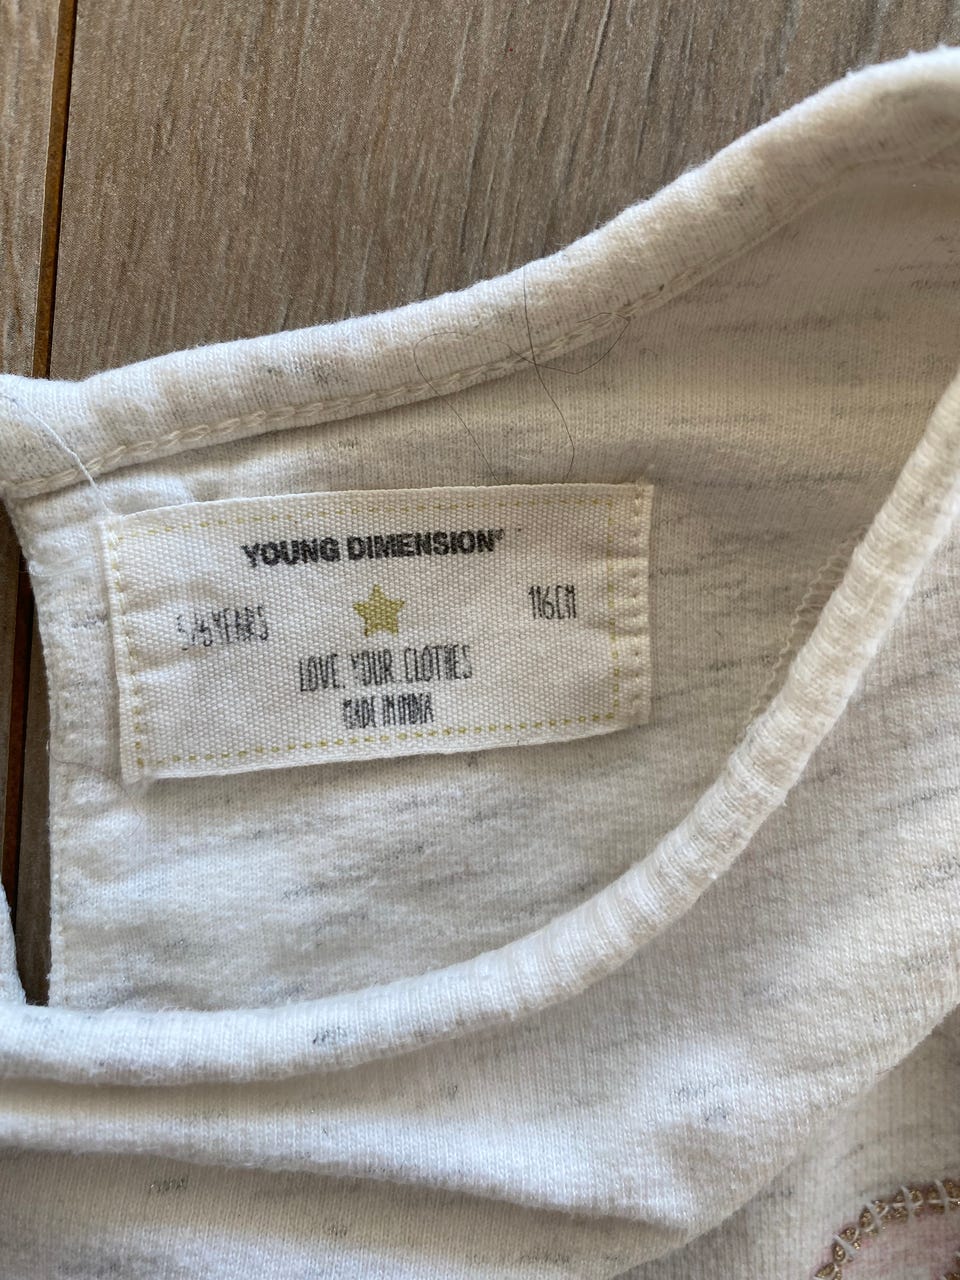 YOUNG DIMENSION®
5/6 YEARS 116CM
LOVE. YOUR. CLOTHES
MADE IN INDIA